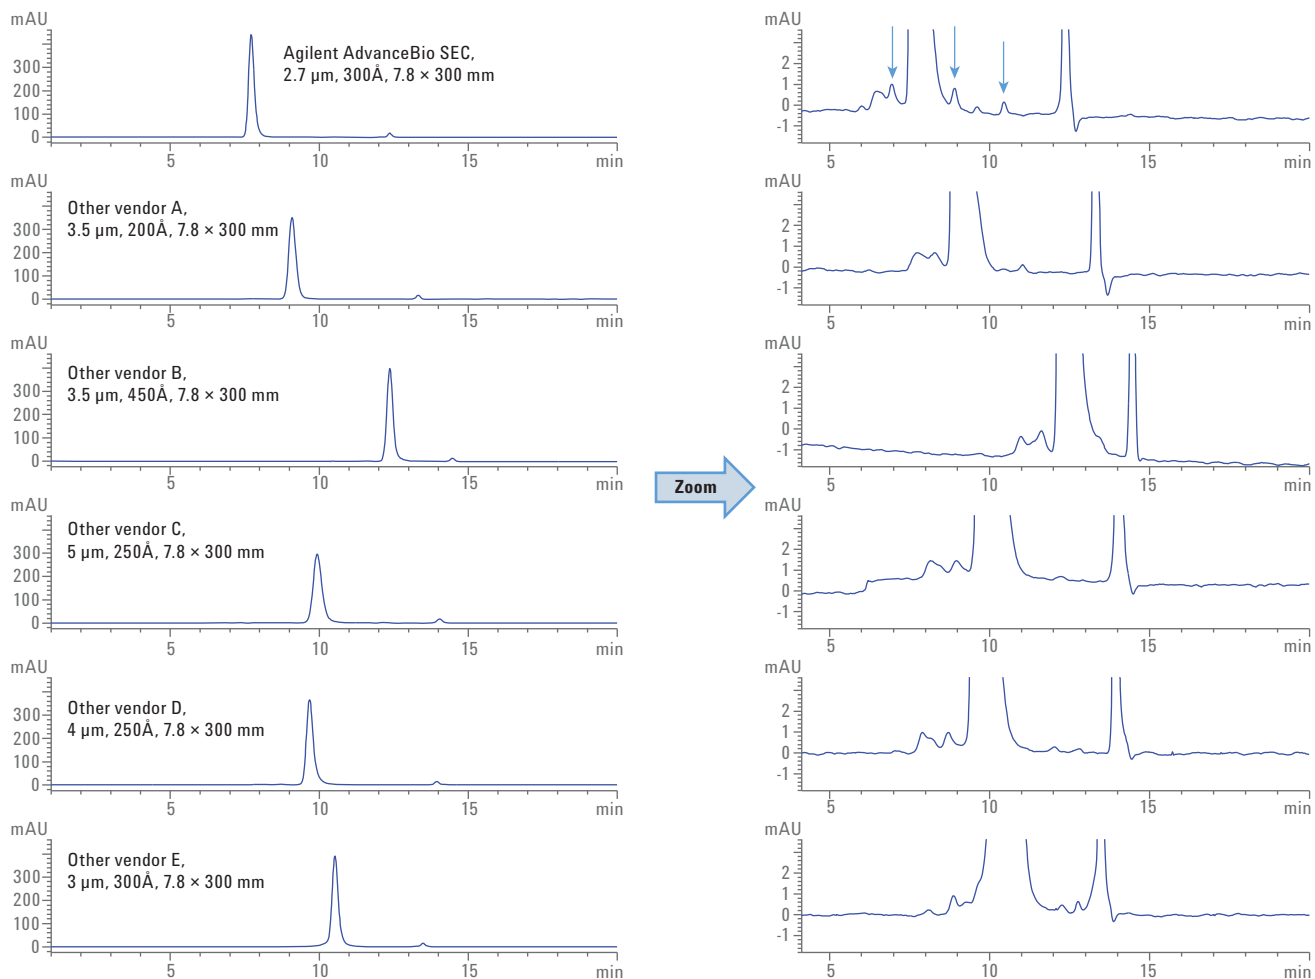 mAU
300
200
100
0
Agilent AdvanceBio SEC,
2.7 µm, 300Å, 7.8 × 300 mm
5
10
15
min
mAU
2
1
0
-1
5
10
15
min
mAU
300
200
100
0
Other vendor A,
3.5 µm, 200Å, 7.8 × 300 mm
5
10
15
min
mAU
2
1
0
-1
5
10
15
min
mAU
300
200
100
0
Other vendor B,
3.5 µm, 450Å, 7.8 × 300 mm
5
10
15
min
mAU
2
1
0
-1
5
10
15
min
Zoom
mAU
300
200
100
0
Other vendor C,
5 µm, 250Å, 7.8 × 300 mm
5
10
15
min
mAU
2
1
0
-1
5
10
15
min
mAU
300
200
100
0
Other vendor D,
4 µm, 250Å, 7.8 × 300 mm
5
10
15
min
mAU
2
1
0
-1
5
10
15
min
mAU
300
200
100
0
Other vendor E,
3 µm, 300Å, 7.8 × 300 mm
5
10
15
min
mAU
2
1
0
-1
5
10
15
min